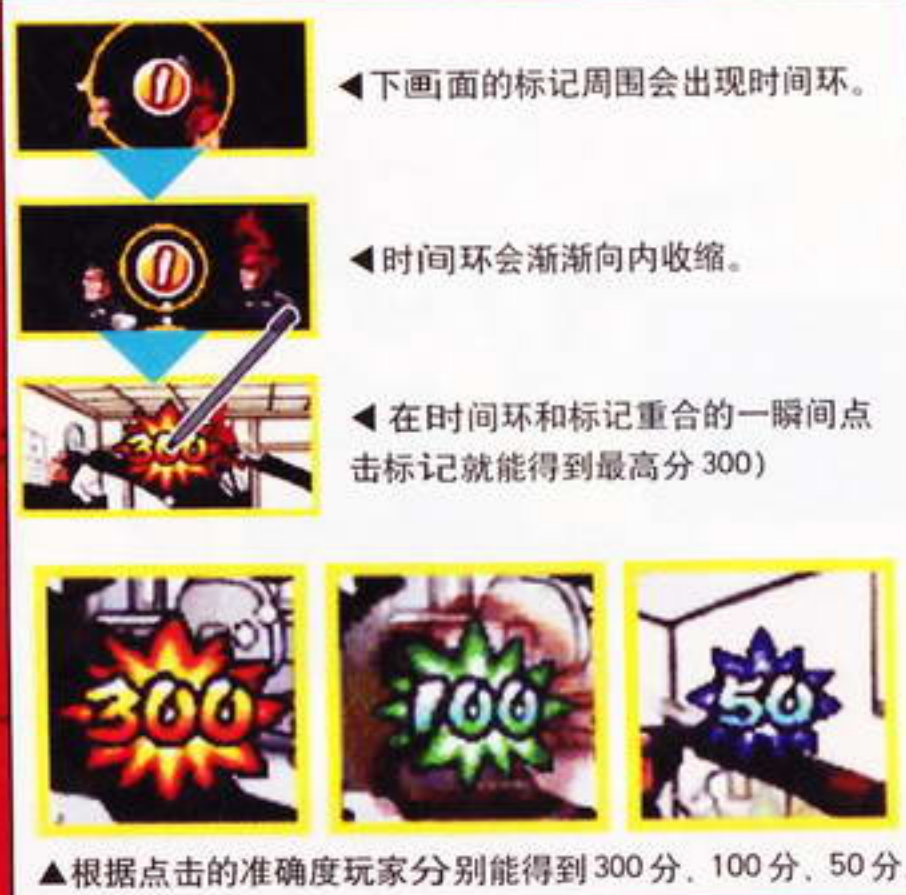 ◀下画面的标记周围会出现时间环。
◀时间环会渐渐向内收缩。
300
◀在时间环和标记重合的一瞬间点
击标记就能得到最高分300)
300
100
50
▲根据点击的准确度玩家分别能得到300分、100分、50分